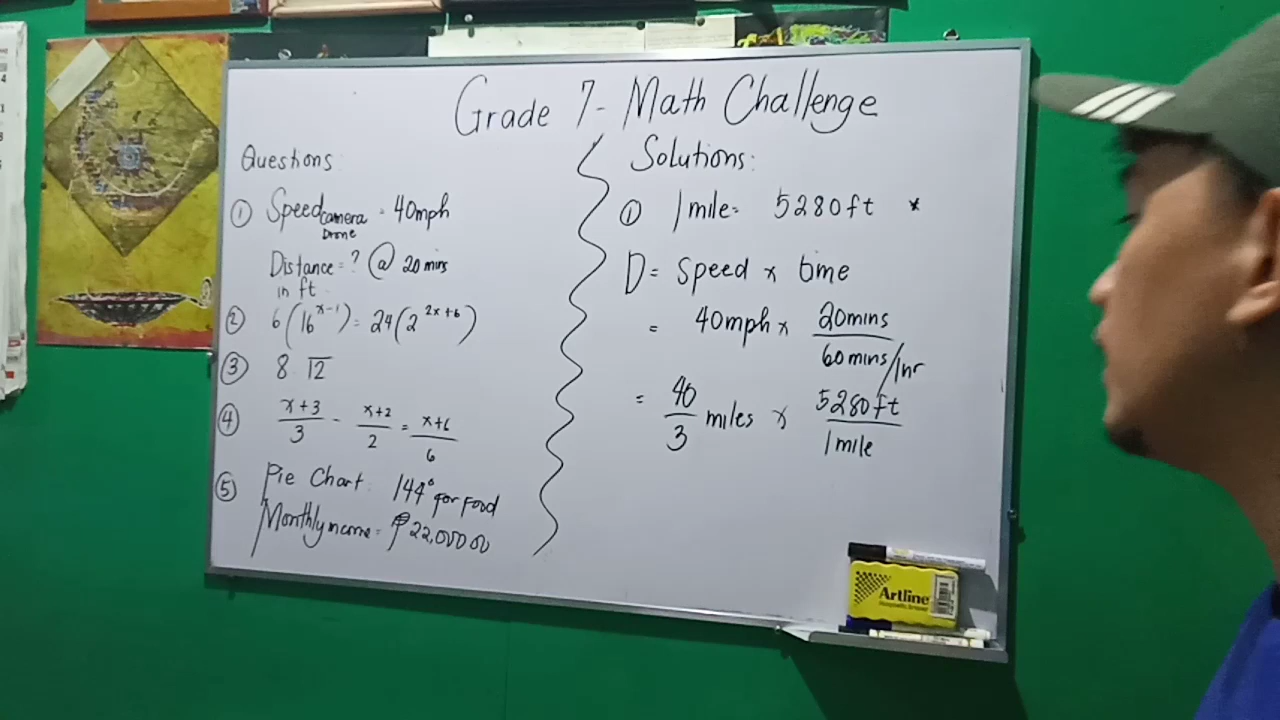 Grade 7- Math Challenge
Questions:
① Speed camera Drone = 40mph
Distance = ? @ 20 mins
in ft
② 6(16^{x-1}) = 24(2^{2x+6})
③ 8 √12
④ (x+3)/3 - (x+2)/2 = (x+6)/6
⑤ Pie Chart: 144° for Food
Monthly income = ₱22,000.00
Solutions:
① 1 mile = 5280 ft *
D = Speed x time
= 40mph x 20mins / 60mins/1hr
= 40/3 miles x 5280 ft / 1 mile
Artline